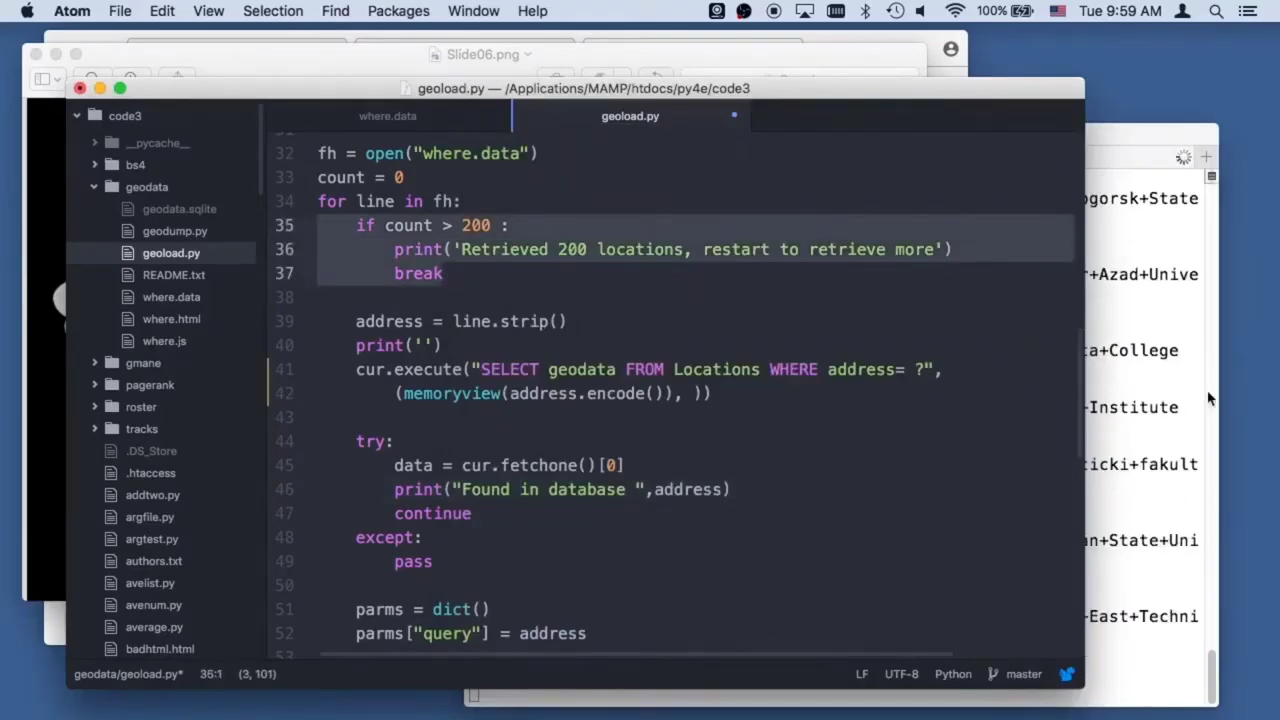 Atom File Edit View Selection Find Packages Window Help 100% Tue 9:59 AM
Slide06.png
geoload.py — /Applications/MAMP/htdocs/py4e/code3
code3
where.data
geoload.py
__pycache__
bs4
geodata
geodata.sqlite
geodump.py
geoload.py
README.txt
where.data
where.html
where.js
gmane
pagerank
roster
tracks
.DS_Store
.htaccess
addtwo.py
argfile.py
argtest.py
authors.txt
avelist.py
avenum.py
average.py
badhtml.html
32 fh = open("where.data")
33 count = 0
34 for line in fh:
35 if count > 200 :
36 print('Retrieved 200 locations, restart to retrieve more')
37 break
38
39 address = line.strip()
40 print('')
41 cur.execute("SELECT geodata FROM Locations WHERE address= ?",
42 (memoryview(address.encode()), ))
43
44 try:
45 data = cur.fetchone()[0]
46 print("Found in database ",address)
47 continue
48 except:
49 pass
50
51 parms = dict()
52 parms["query"] = address
53
ogorsk+State
r+Azad+Unive
ta+College
+Institute
ticki+fakult
an+State+Uni
-East+Techni
geodata/geoload.py* 36:1 (3, 101) LF UTF-8 Python master